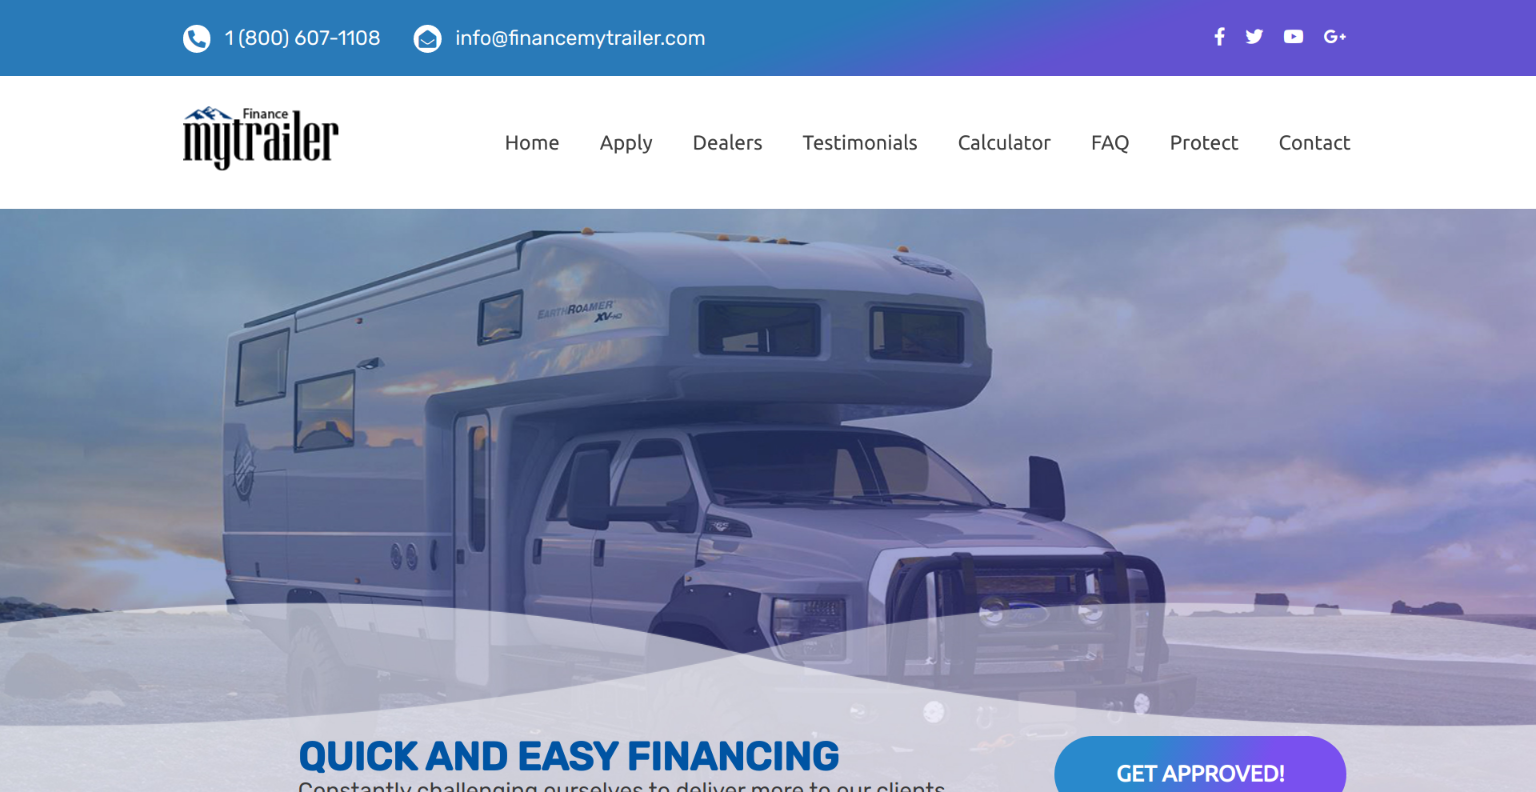 1 (800) 607-1108 info@financemytrailer.com
Finance
mytrailer
Home Apply Dealers Testimonials Calculator FAQ Protect Contact
EARTHROAMER
XV-HD
QUICK AND EASY FINANCING
Constantly challenging ourselves to deliver more to our clients
GET APPROVED!